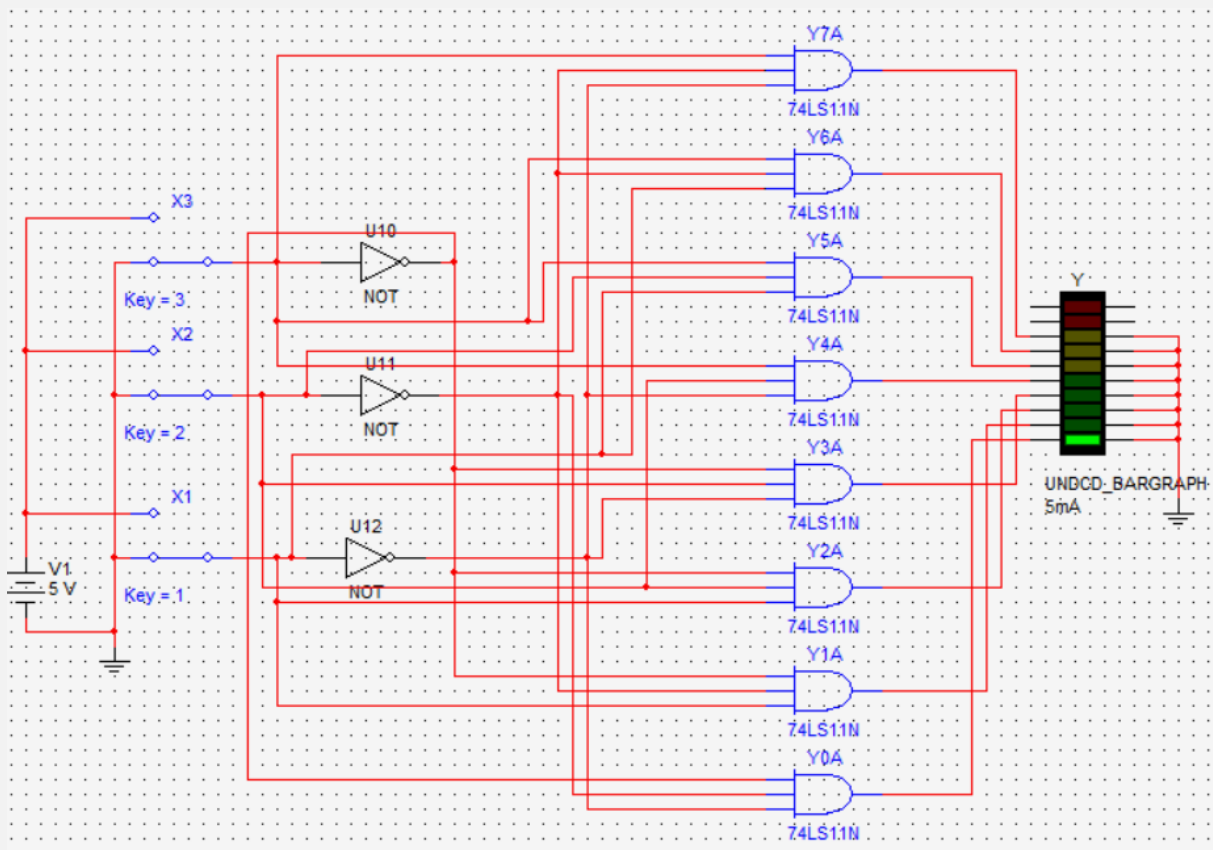 Y7A
74LS11N
Y6A
74LS11N
X3
U10
Y5A
NOT
Key = 3
74LS11N
Y
X2
Y4A
U11
74LS11N
NOT
Key = 2
Y3A
UNDCD_BARGRAPH
5mA
X1
74LS11N
U12
Y2A
V1
5 V
Key = 1
NOT
74LS11N
Y1A
74LS11N
Y0A
74LS11N